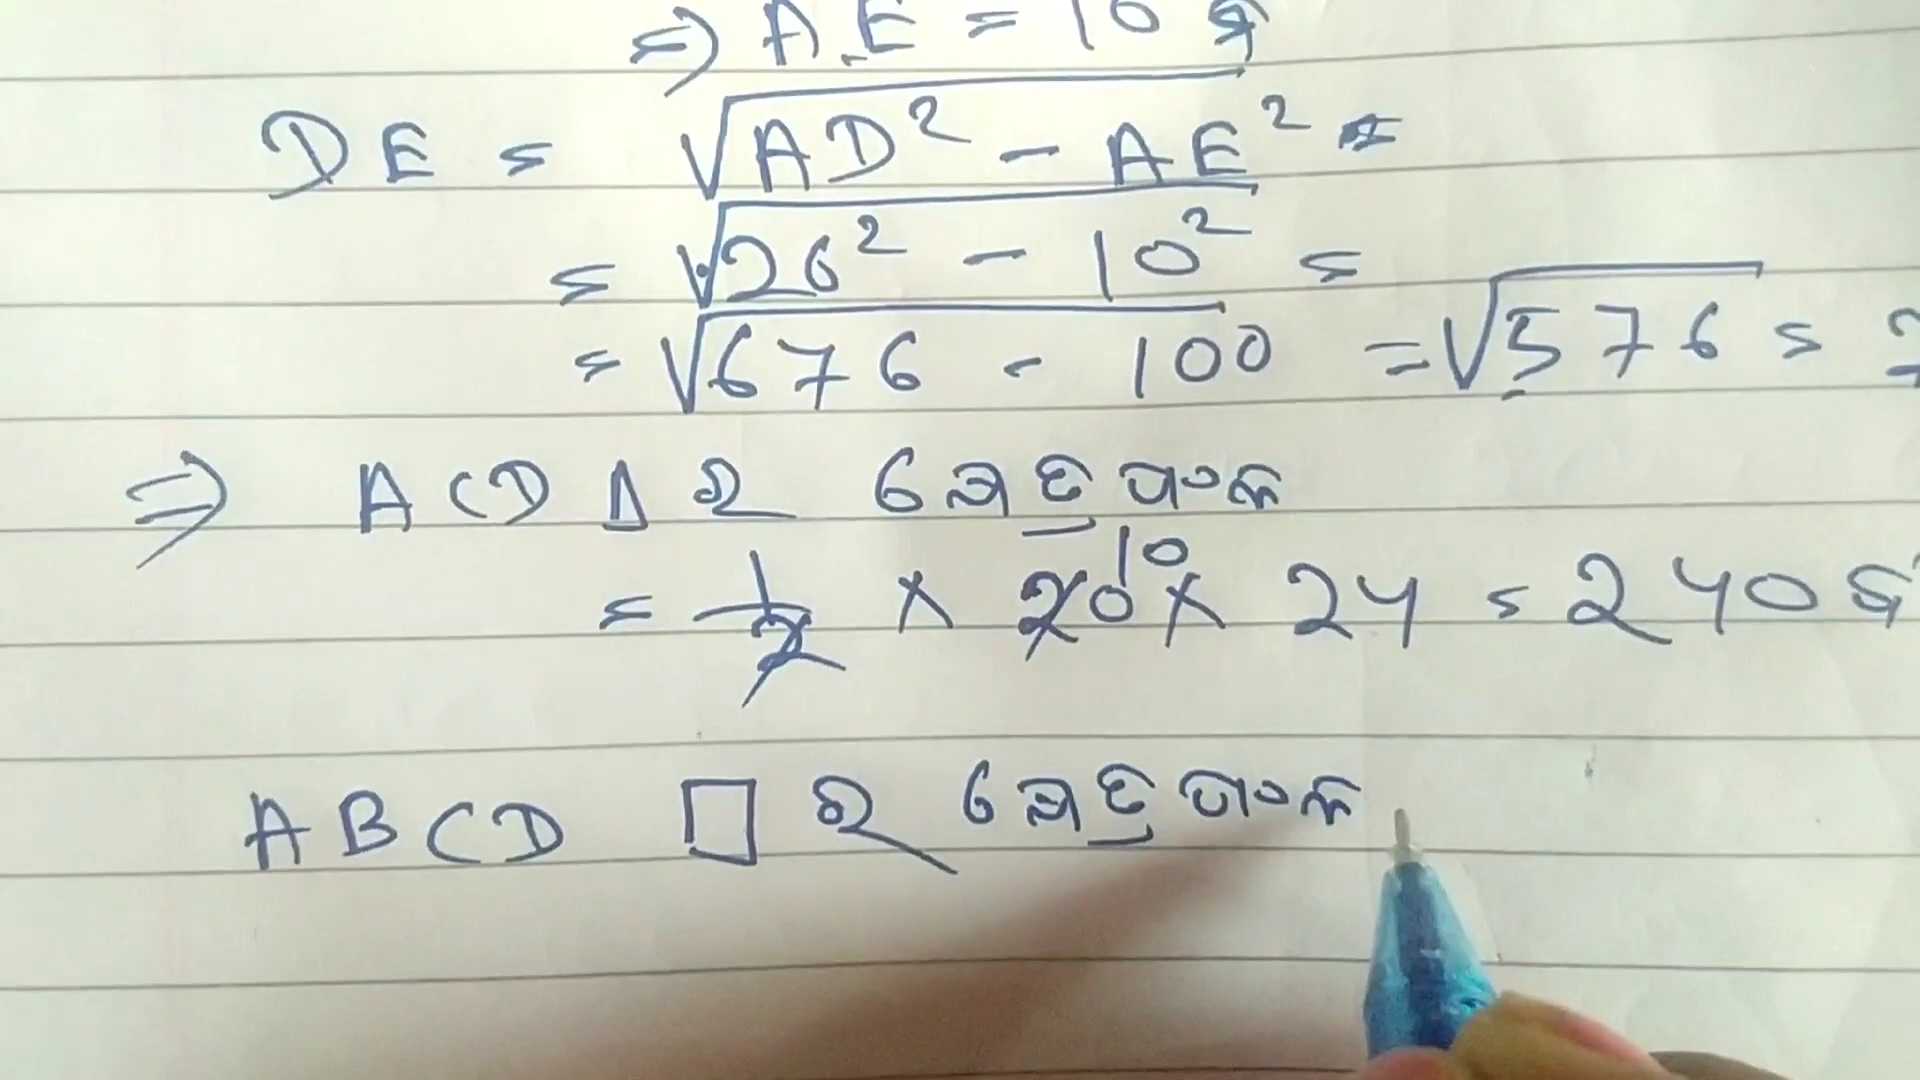 ⇒ AE = 10
DE = √AD² - AE² =
= √26² - 10² =
= √676 - 100 = √576 =
⇒ ACD Δ ର କ୍ଷେତ୍ରଫଳ
= 1/2 × 20 10 × 24 = 240
ABCD □ ର କ୍ଷେତ୍ରଫଳ